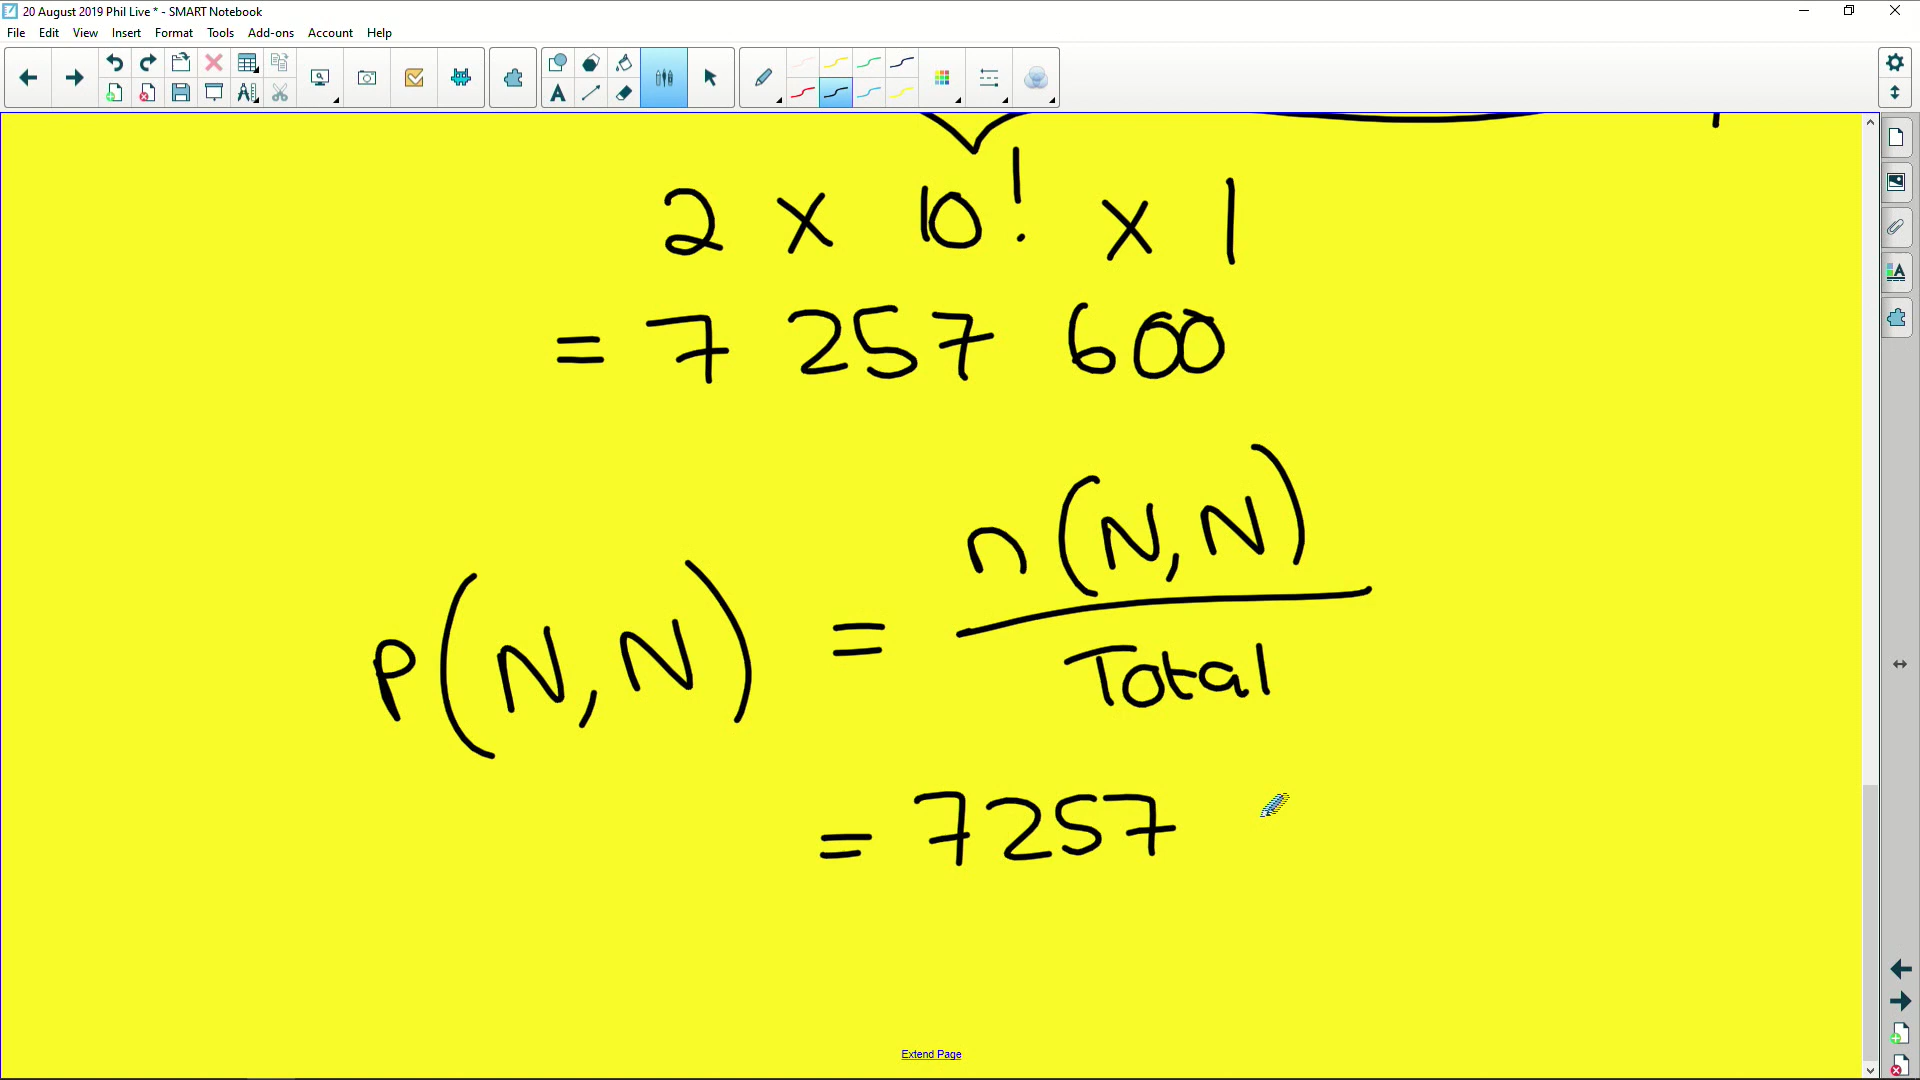 20 August 2019 Phil Live * - SMART Notebook
File Edit View Insert Format Tools Add-ons Account Help
2 x 10! x 1
= 7 257 600
P(N,N) = n(N,N)
Total
= 7257
Extend Page